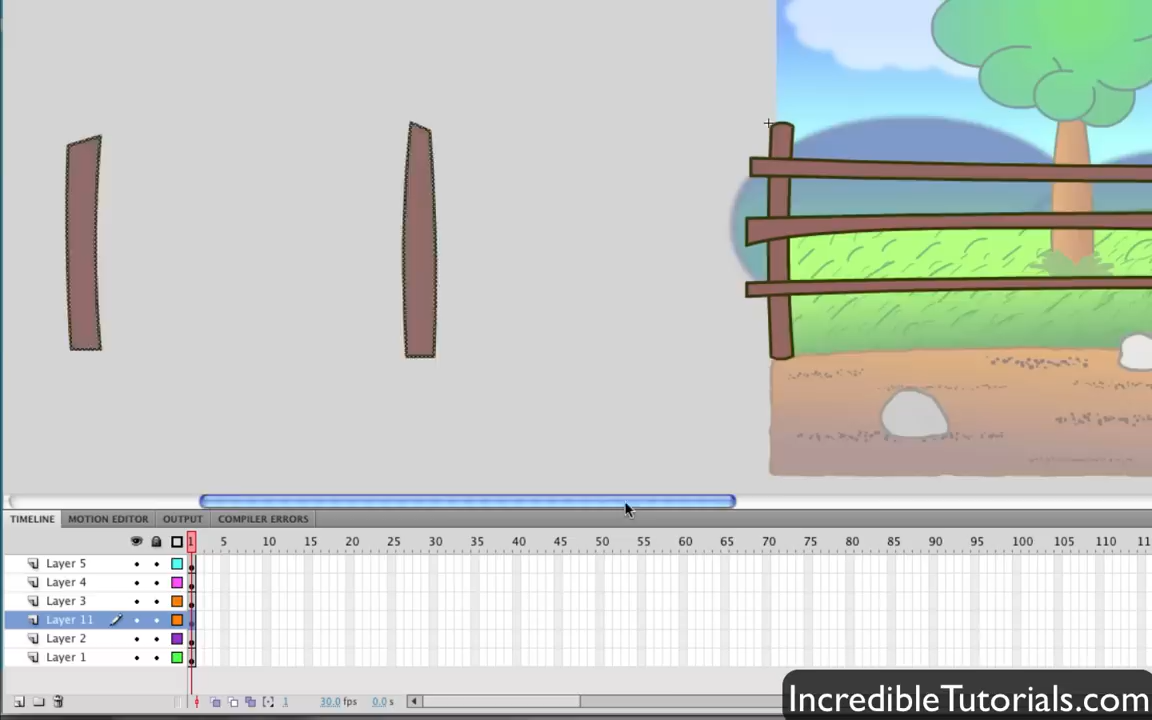 TIMELINE MOTION EDITOR OUTPUT COMPILER ERRORS
1 5 10 15 20 25 30 35 40 45 50 55 60 65 70 75 80 85 90 95 100 105 110 11
Layer 5
Layer 4
Layer 3
Layer 11
Layer 2
Layer 1
1 30.0 fps 0.0 s
IncredibleTutorials.com